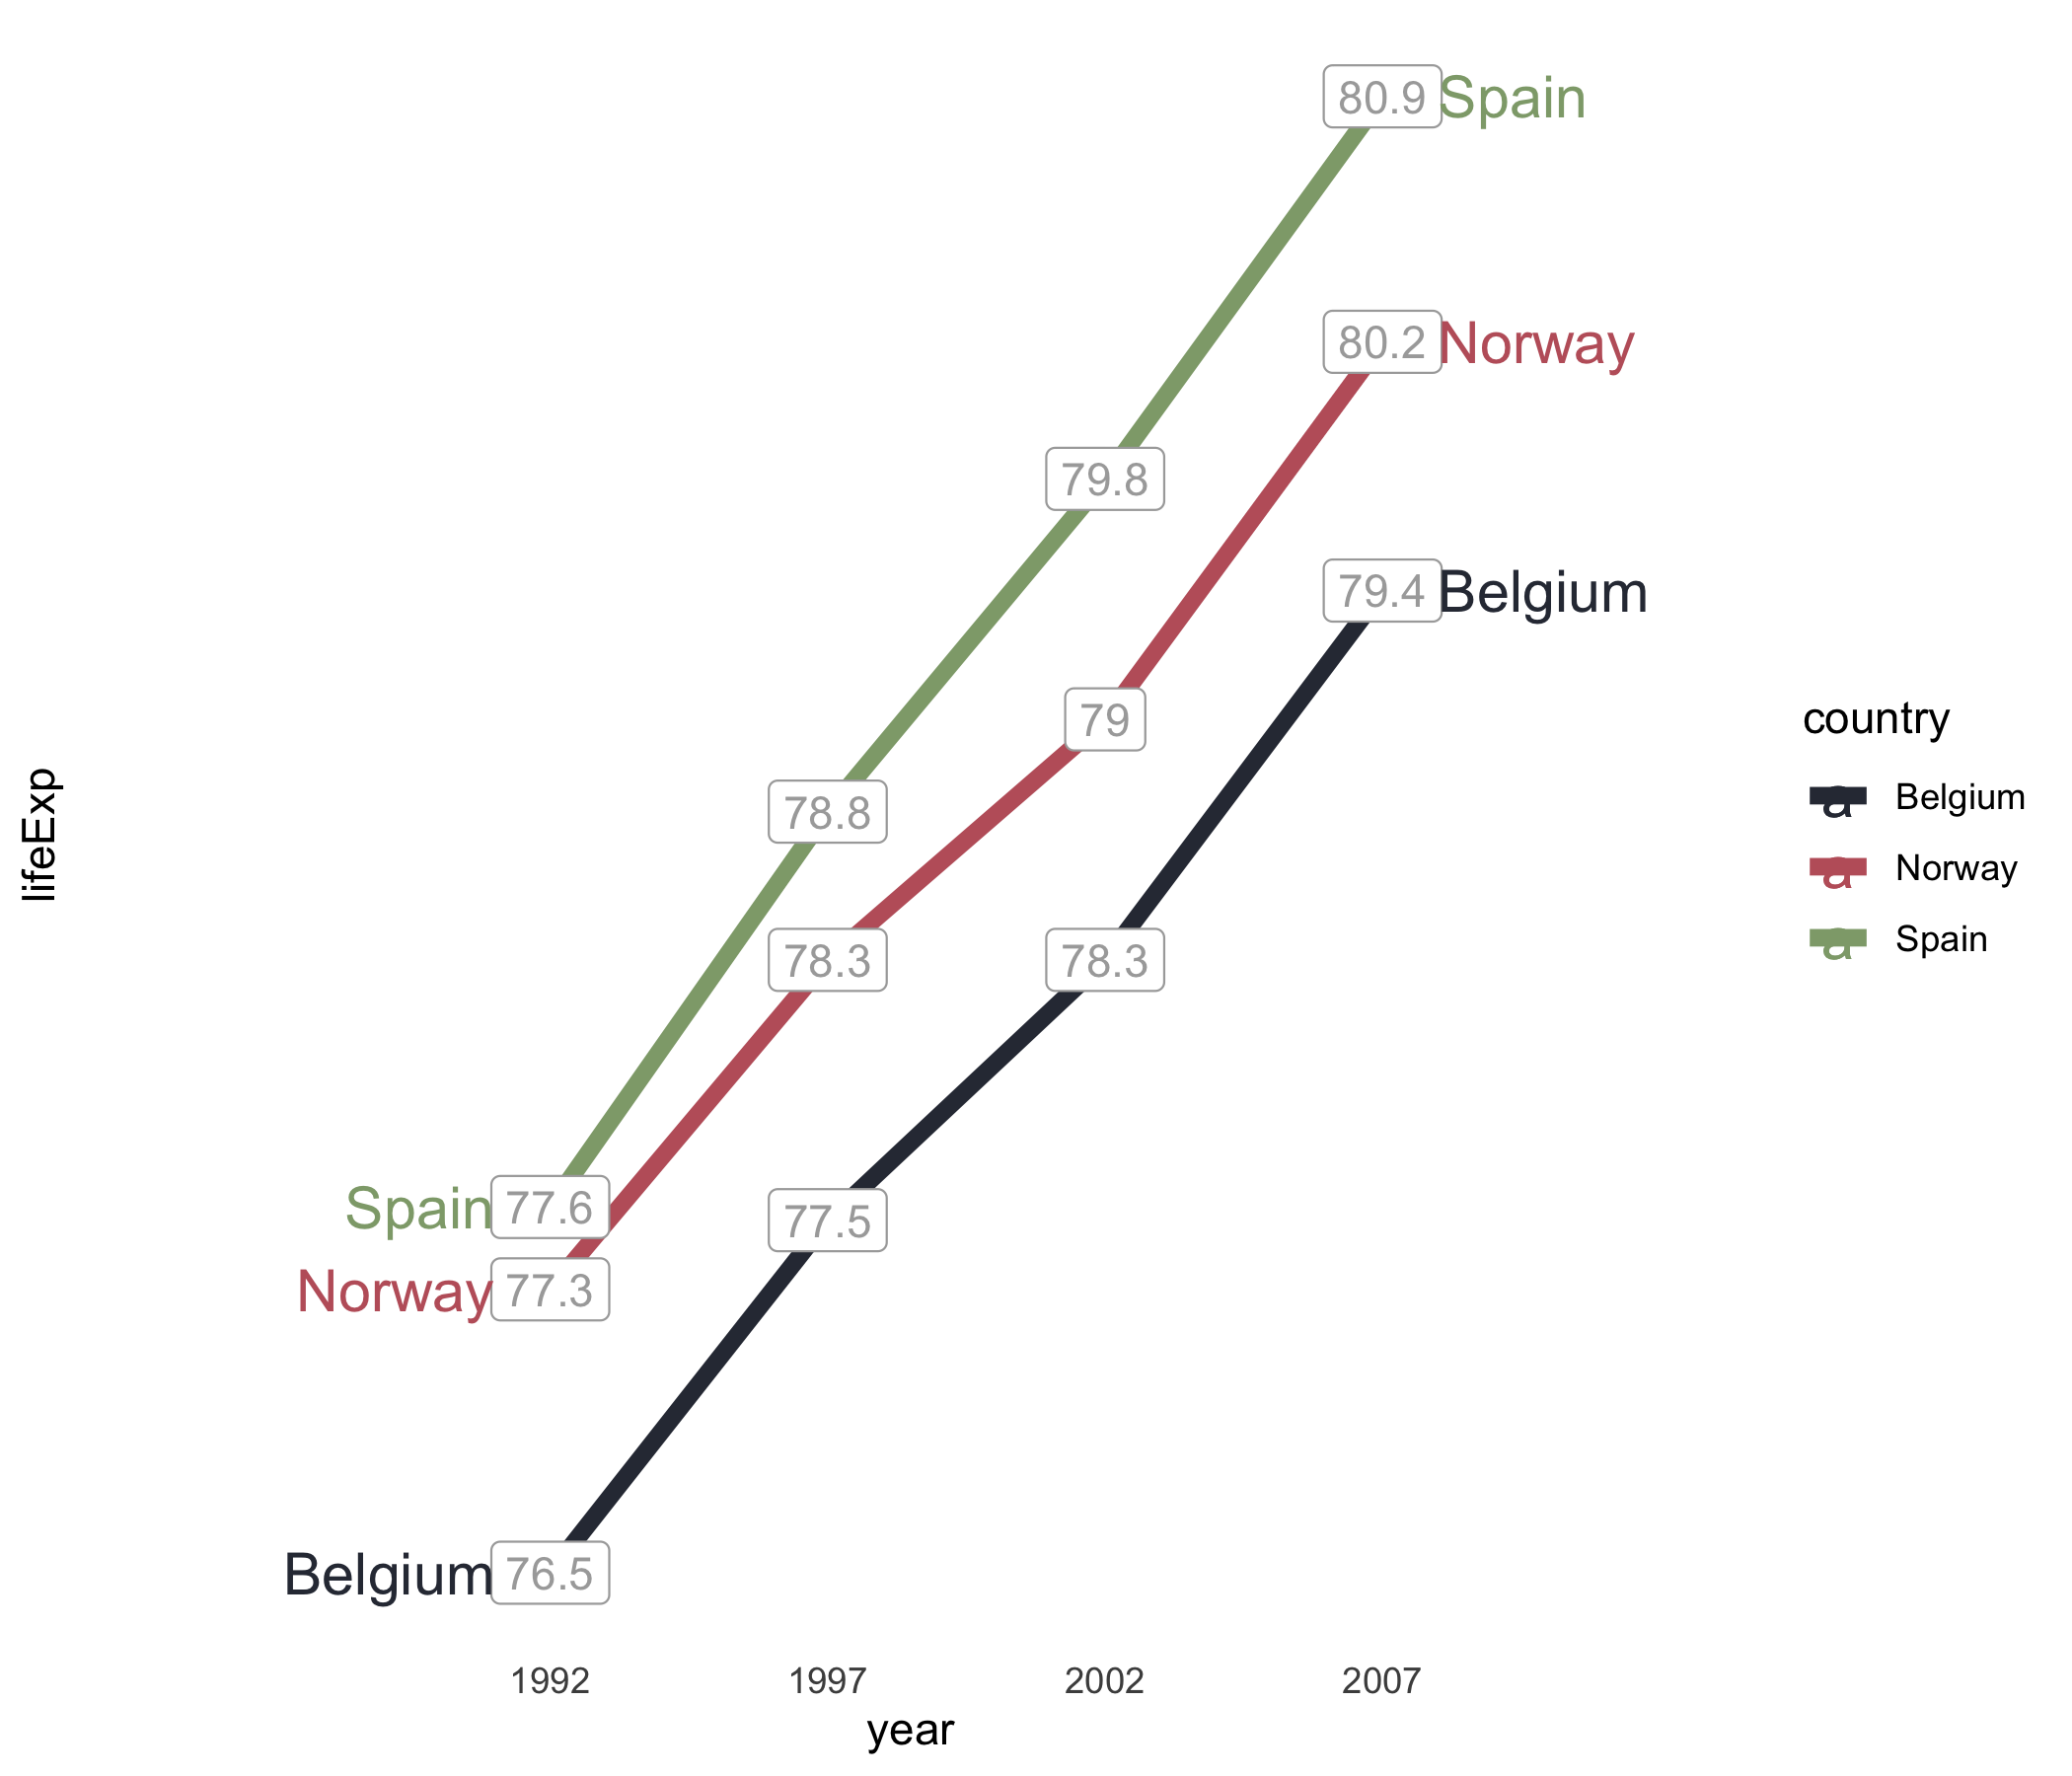 80.9 Spain
80.2 Norway
79.8
79.4 Belgium
79
country
78.8
a Belgium
a Norway
a Spain
lifeExp
78.3
78.3
Spain 77.6
77.5
Norway 77.3
Belgium 76.5
1992 1997 2002 2007
year